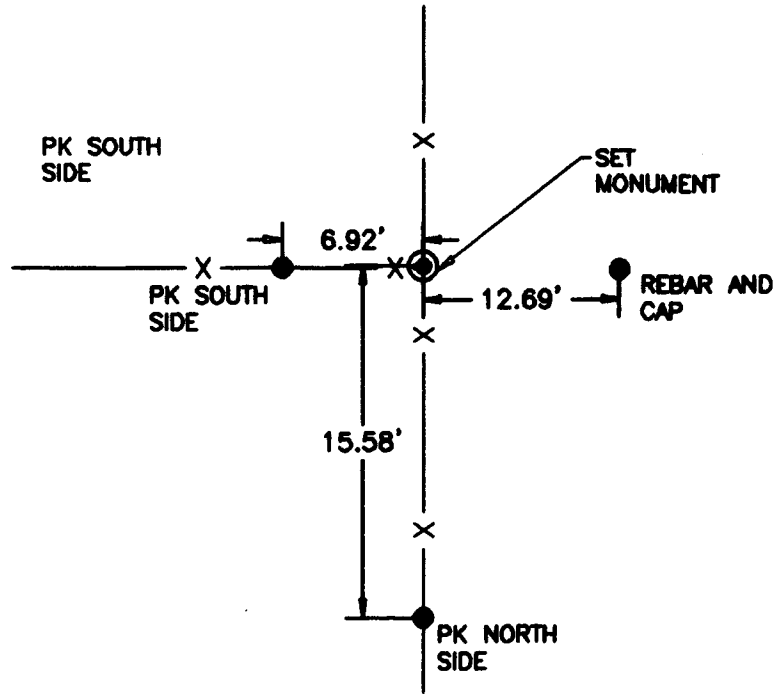 PK SOUTH
SIDE
SET
MONUMENT
6.92'
PK SOUTH
SIDE
12.69'
REBAR AND
CAP
15.58'
PK NORTH
SIDE